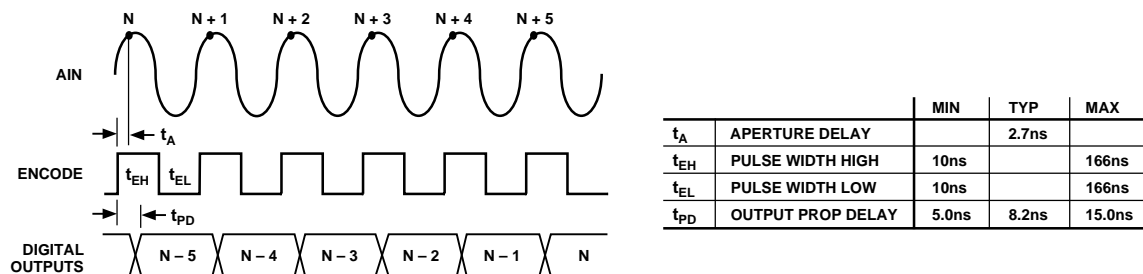 N N + 1 N + 2 N + 3 N + 4 N + 5
AIN
tA
ENCODE
tEH tEL
tPD
DIGITAL OUTPUTS
N – 5 N – 4 N – 3 N – 2 N – 1 N
MIN TYP MAX
tA APERTURE DELAY 2.7ns
tEH PULSE WIDTH HIGH 10ns 166ns
tEL PULSE WIDTH LOW 10ns 166ns
tPD OUTPUT PROP DELAY 5.0ns 8.2ns 15.0ns